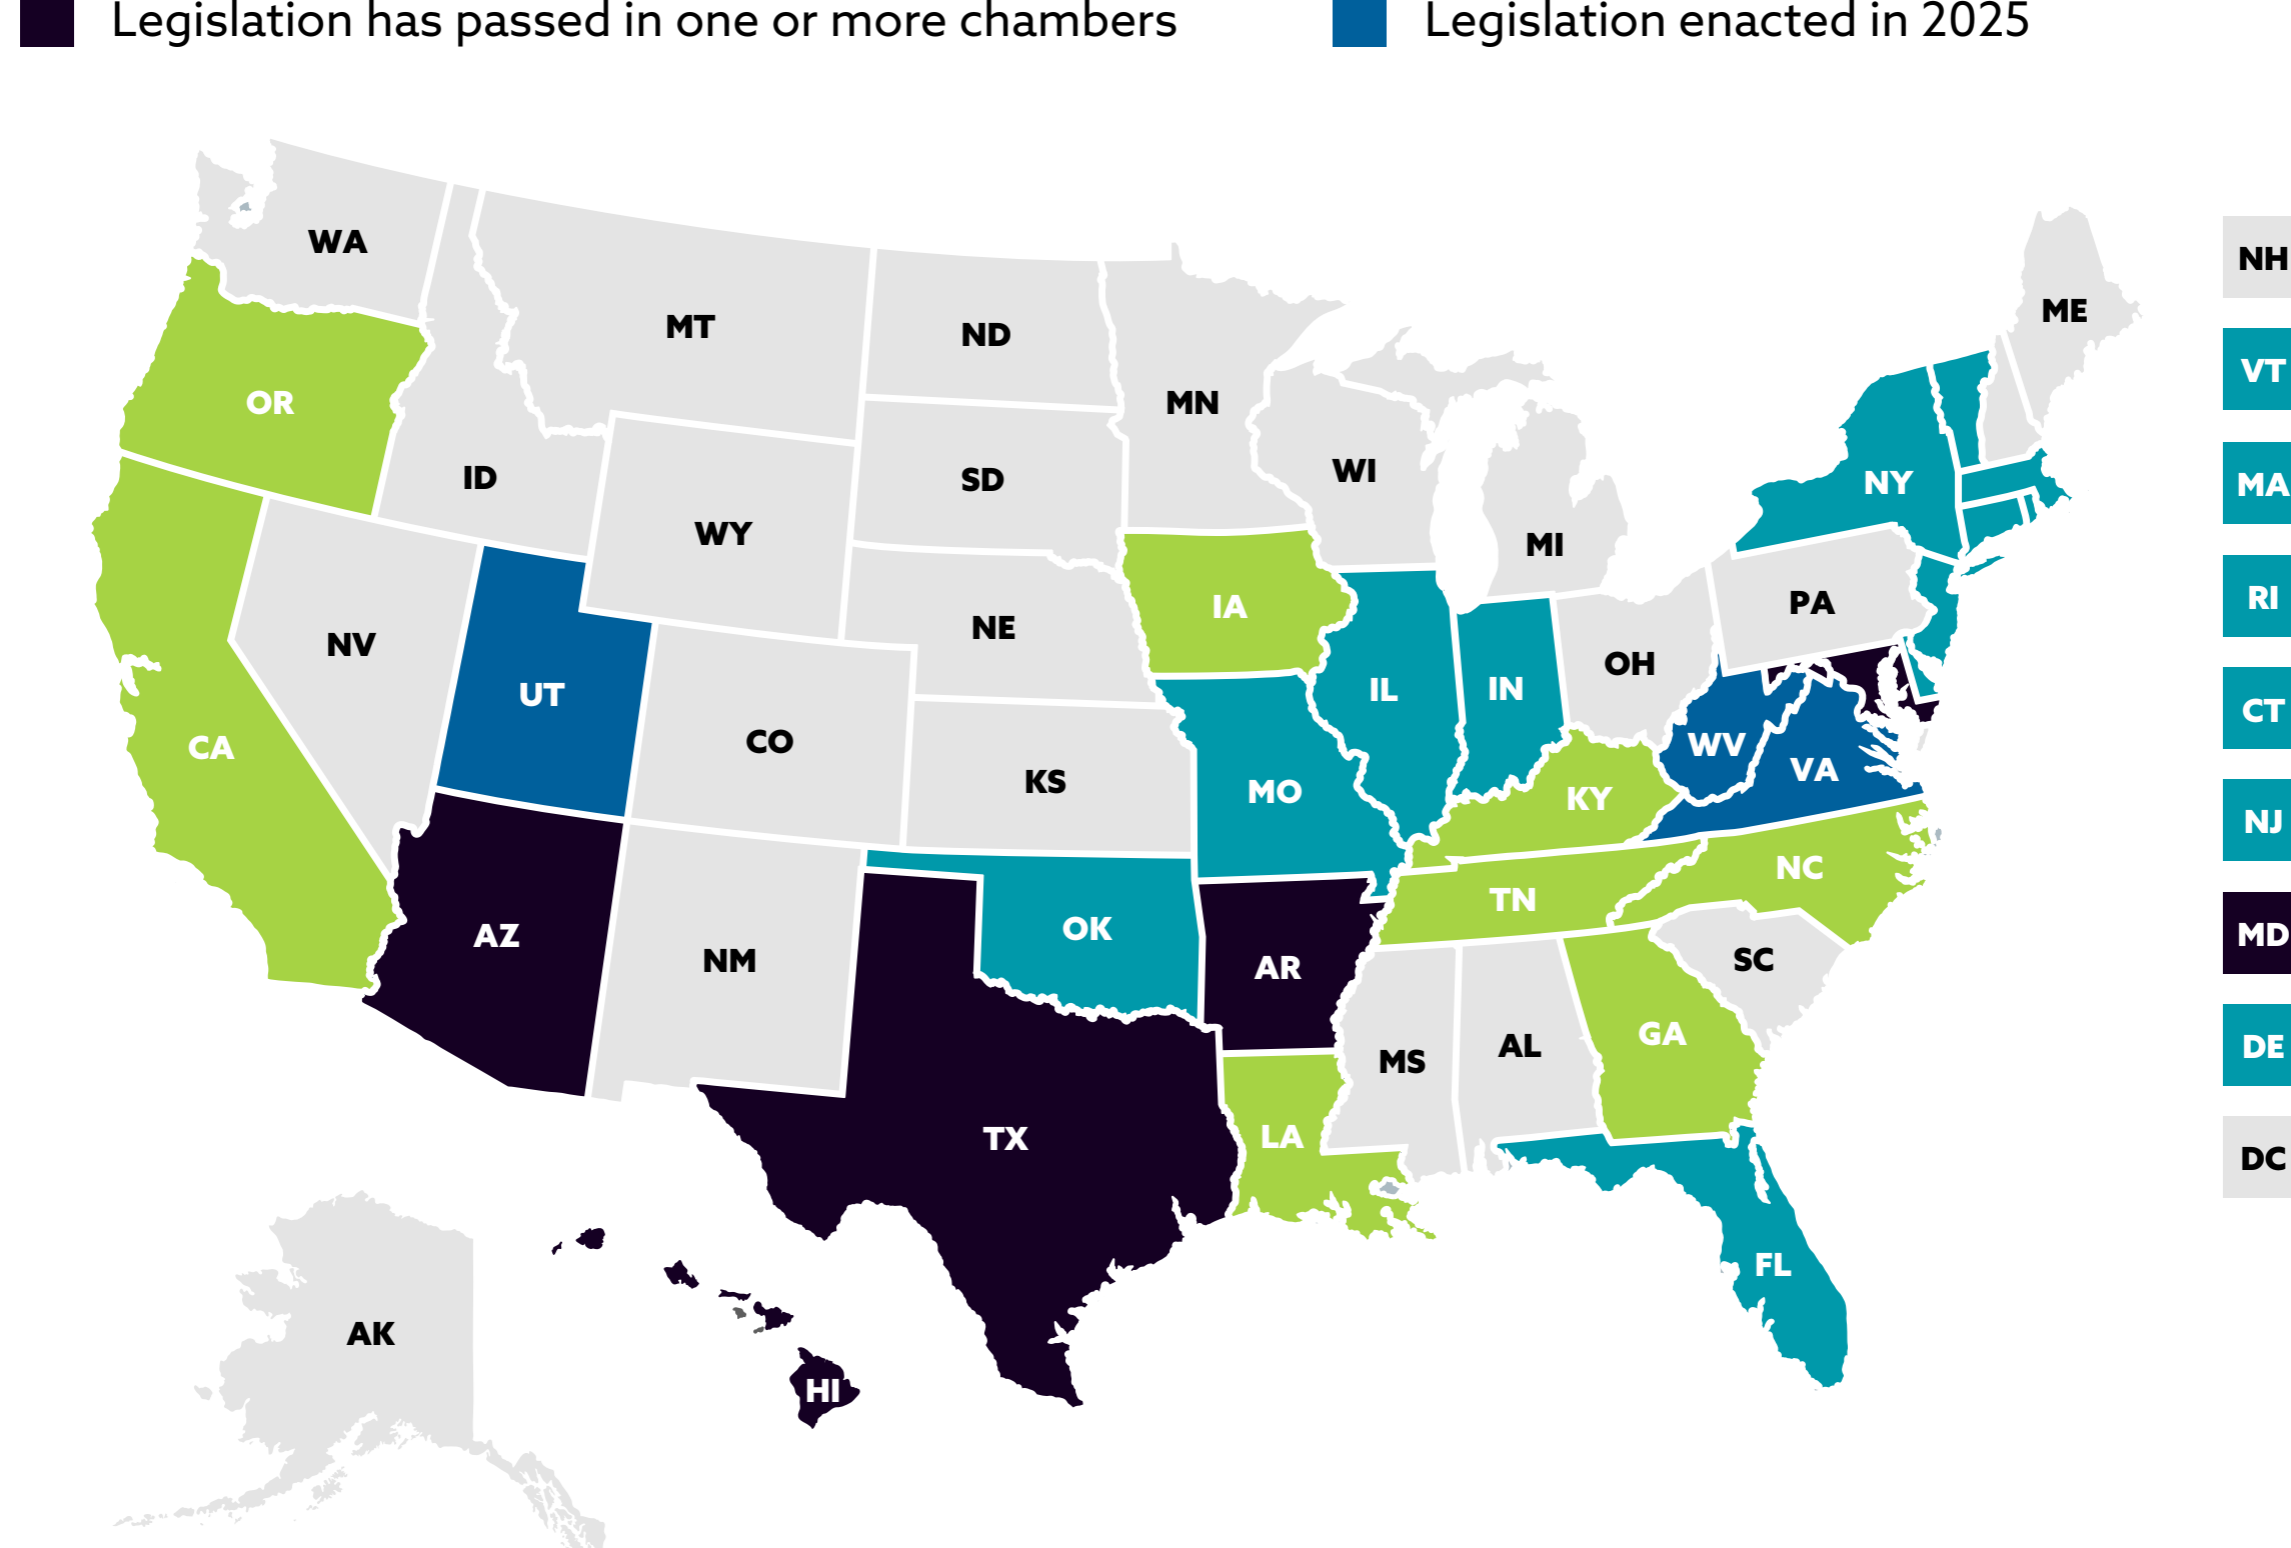 Legislation has passed in one or more chambers
Legislation enacted in 2025
WA
NH
ME
MT
ND
VT
OR
MN
WI
ID
SD
NY
MA
WY
MI
RI
IA
PA
NE
NV
OH
UT
IL
IN
CT
CO
WV
CA
KS
VA
MO
KY
NJ
NC
TN
OK
AZ
MD
NM
AR
SC
GA
AL
DE
MS
TX
LA
DC
FL
AK
HI